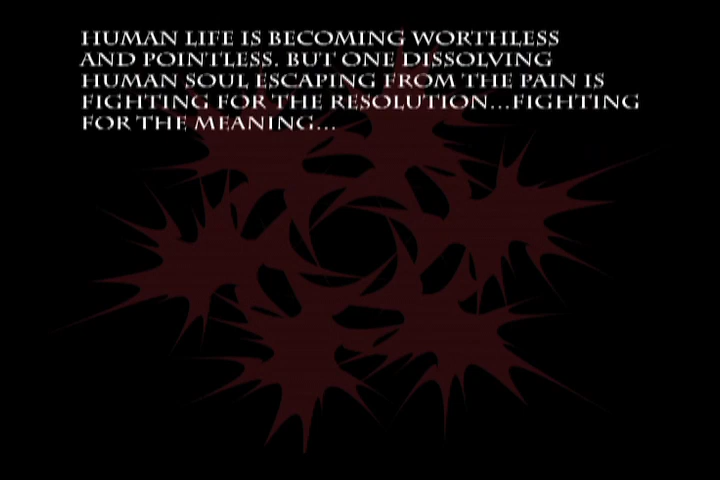 HUMAN LIFE IS BECOMING WORTHLESS
AND POINTLESS. BUT ONE DISSOLVING
HUMAN SOUL ESCAPING FROM THE PAIN IS
FIGHTING FOR THE RESOLUTION...FIGHTING
FOR THE MEANING...